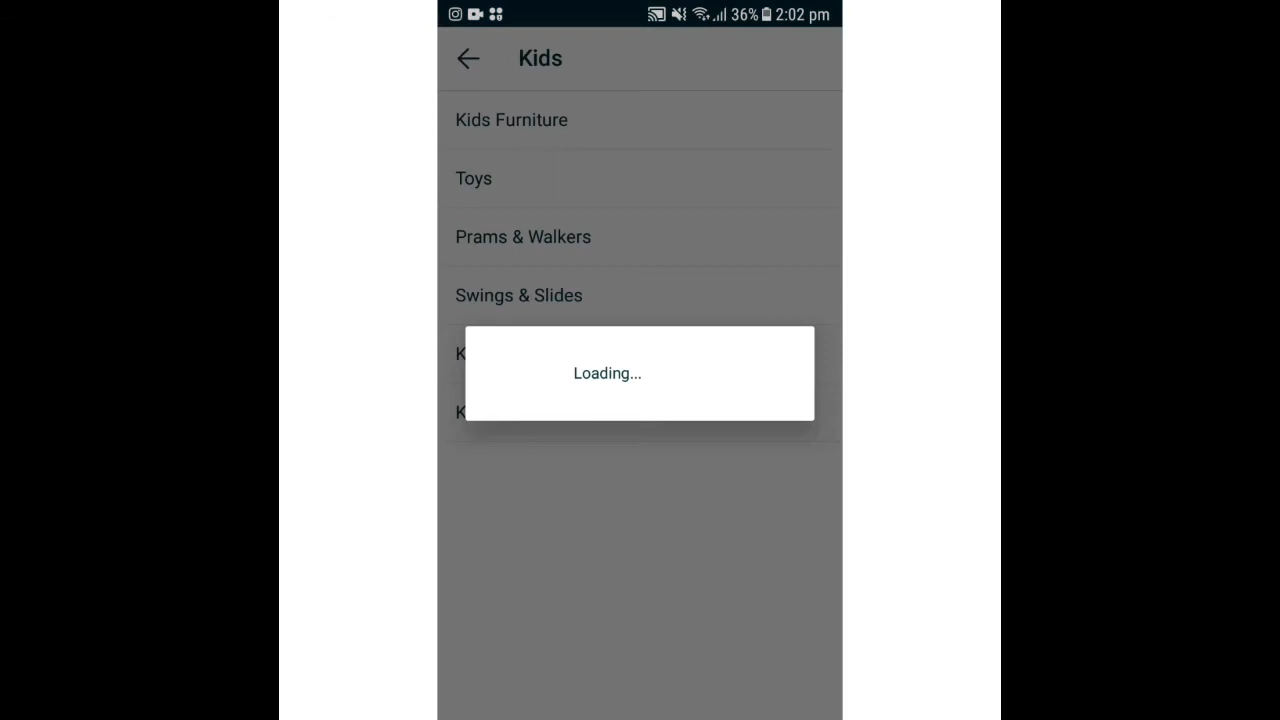 36% 2:02 pm
Kids
Kids Furniture
Toys
Prams & Walkers
Swings & Slides
K
Loading...
K